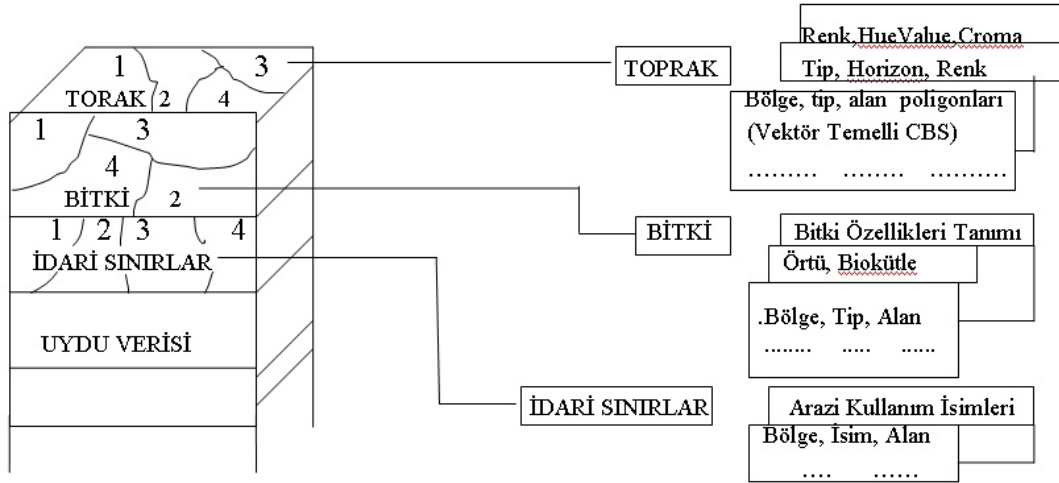 1
3
TORAK 2
4
1
3
4
BİTKİ
2
1 2 3 4
İDARİ SINIRLAR
UYDU VERİSİ
TOPRAK
Renk,HueValue,Croma
Tip, Horizon, Renk
Bölge, tip, alan poligonları
(Vektör Temelli CBS)
......... ........ ..........
BİTKİ
Bitki Özellikleri Tanımı
Örtü, Biokütle
.Bölge, Tip, Alan
........ ..... ......
İDARİ SINIRLAR
Arazi Kullanım İsimleri
Bölge, İsim, Alan
.... ......